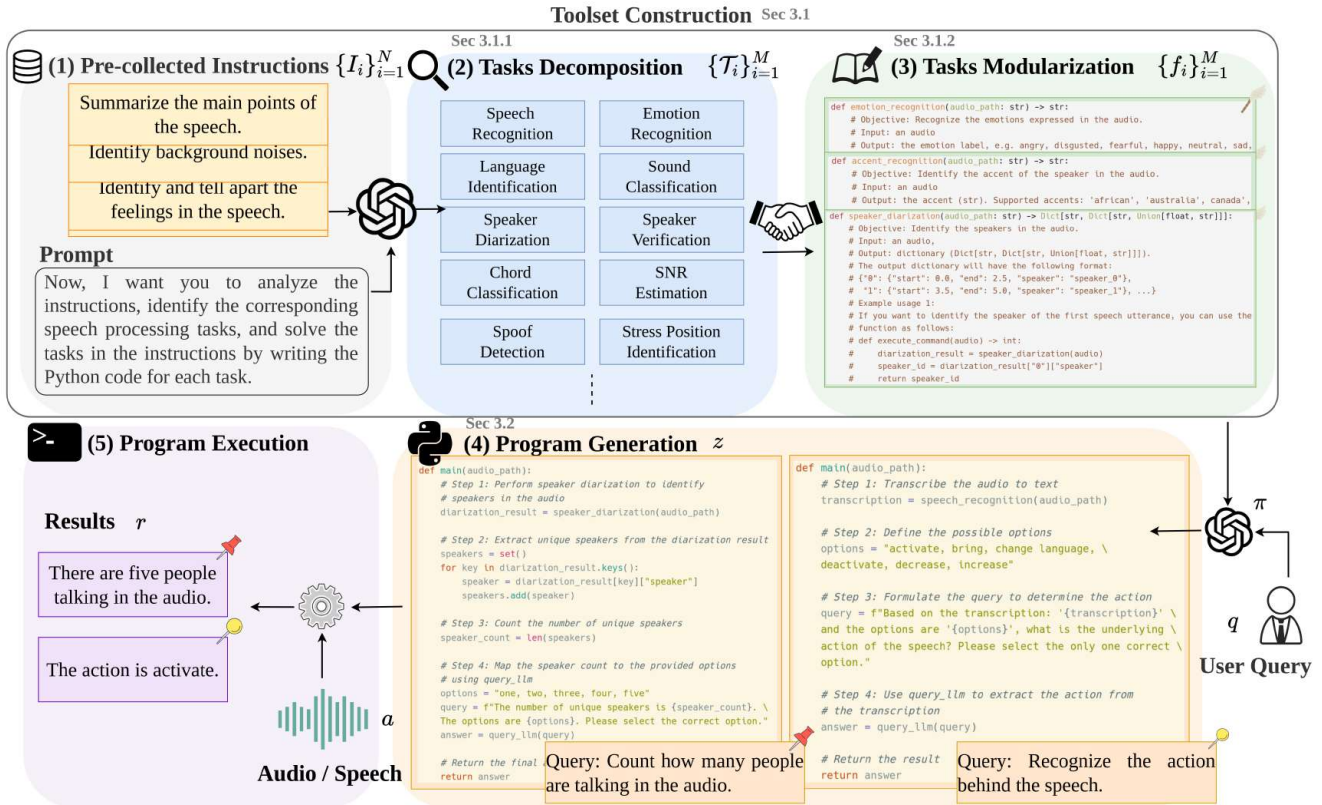 Toolset Construction Sec 3.1
Sec 3.1.1
Sec 3.1.2
(1) Pre-collected Instructions {I_i}_{i=1}^N
Summarize the main points of
the speech.
Identify background noises.
Identify and tell apart the
feelings in the speech.
Prompt
Now, I want you to analyze the
instructions, identify the corresponding
speech processing tasks, and solve the
tasks in the instructions by writing the
Python code for each task.
(2) Tasks Decomposition {𝒯_i}_{i=1}^M
Speech
Recognition
Emotion
Recognition
Language
Identification
Sound
Classification
Speaker
Diarization
Speaker
Verification
Chord
Classification
SNR
Estimation
Spoof
Detection
Stress Position
Identification
(3) Tasks Modularization {f_i}_{i=1}^M
def emotion_recognition(audio_path: str) -> str:
# Objective: Recognize the emotions expressed in the audio.
# Input: an audio
# Output: the emotion label, e.g. angry, disgusted, fearful, happy, neutral, sad,
def accent_recognition(audio_path: str) -> str:
# Objective: Identify the accent of the speaker in the audio.
# Input: an audio
# Output: the accent (str). Supported accents: 'african', 'australia', canada',
def speaker_diarization(audio_path: str) -> Dict[str, Dict[str, Union[float, str]]]:
# Objective: Identify the speakers in the audio.
# Input: an audio,
# Output: dictionary (Dict[str, Dict[str, Union[float, str]]]).
# The output dictionary will have the following format:
# {"0": {"start": 0.0, "end": 2.5, "speaker": "speaker_0"},
# "1": {"start": 3.5, "end": 5.0, "speaker": "speaker_1"}, ...}
# Example usage 1:
# If you want to identify the speaker of the first speech utterance, you can use the
# function as follows:
# def execute_command(audio) -> int:
# diarization_result = speaker_diarization(audio)
# speaker_id = diarization_result["0"]["speaker"]
# return speaker_id
Sec 3.2
(4) Program Generation z
def main(audio_path):
# Step 1: Perform speaker diarization to identify
# speakers in the audio
diarization_result = speaker_diarization(audio_path)
# Step 2: Extract unique speakers from the diarization result
speakers = set()
for key in diarization_result.keys():
speaker = diarization_result[key]["speaker"]
speakers.add(speaker)
# Step 3: Count the number of unique speakers
speaker_count = len(speakers)
# Step 4: Map the speaker count to the provided options
# using query_llm
options = "one, two, three, four, five"
query = f"The number of unique speakers is {speaker_count}. \
The options are {options}. Please select the correct option."
answer = query_llm(query)
# Return the final
return answer
Query: Count how many people
are talking in the audio.
def main(audio_path):
# Step 1: Transcribe the audio to text
transcription = speech_recognition(audio_path)
# Step 2: Define the possible options
options = "activate, bring, change language, \
deactivate, decrease, increase"
# Step 3: Formulate the query to determine the action
query = f"Based on the transcription: '{transcription}' \
and the options are '{options}', what is the underlying \
action of the speech? Please select the only one correct \
option."
# Step 4: Use query_llm to extract the action from
# the transcription
answer = query_llm(query)
# Return the result
return answer
Query: Recognize the action
behind the speech.
π
q
User Query
>-
(5) Program Execution
Results r
There are five people
talking in the audio.
The action is activate.
a
Audio / Speech